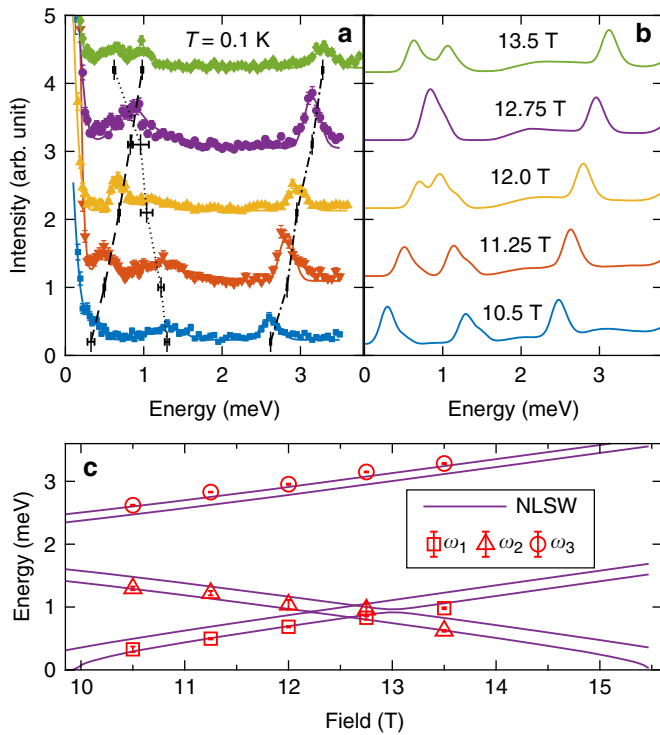 a
T = 0.1 K
5
4
3
2
1
0
Intensity (arb. unit)
0
1
2
3
Energy (meV)
b
13.5 T
12.75 T
12.0 T
11.25 T
10.5 T
0
1
2
3
Energy (meV)
c
3
2
1
0
Energy (meV)
NLSW
ω1 ω2 ω3
10
11
12
13
14
15
Field (T)